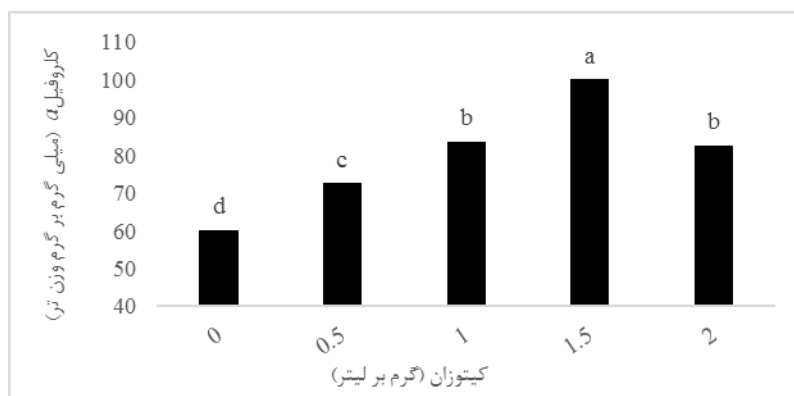 کلروفیل a (میلی گرم بر گرم وزن تر)
110
100
90
80
70
60
50
40
d
c
b
a
b
0
0.5
1
1.5
2
کیتوزان (گرم بر لیتر)